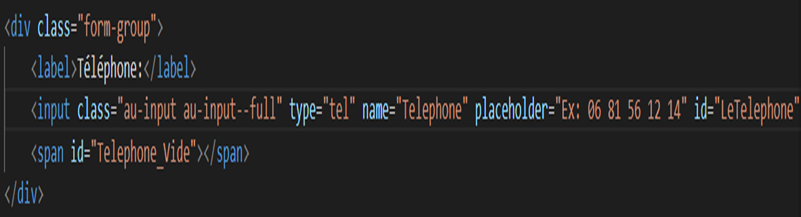 <div class="form-group">
<label>Téléphone:</label>
<input class="au-input au-input--full" type="tel" name="Telephone" placeholder="Ex: 06 81 56 12 14" id="LeTelephone"
<span id="Telephone_Vide"></span>
</div>